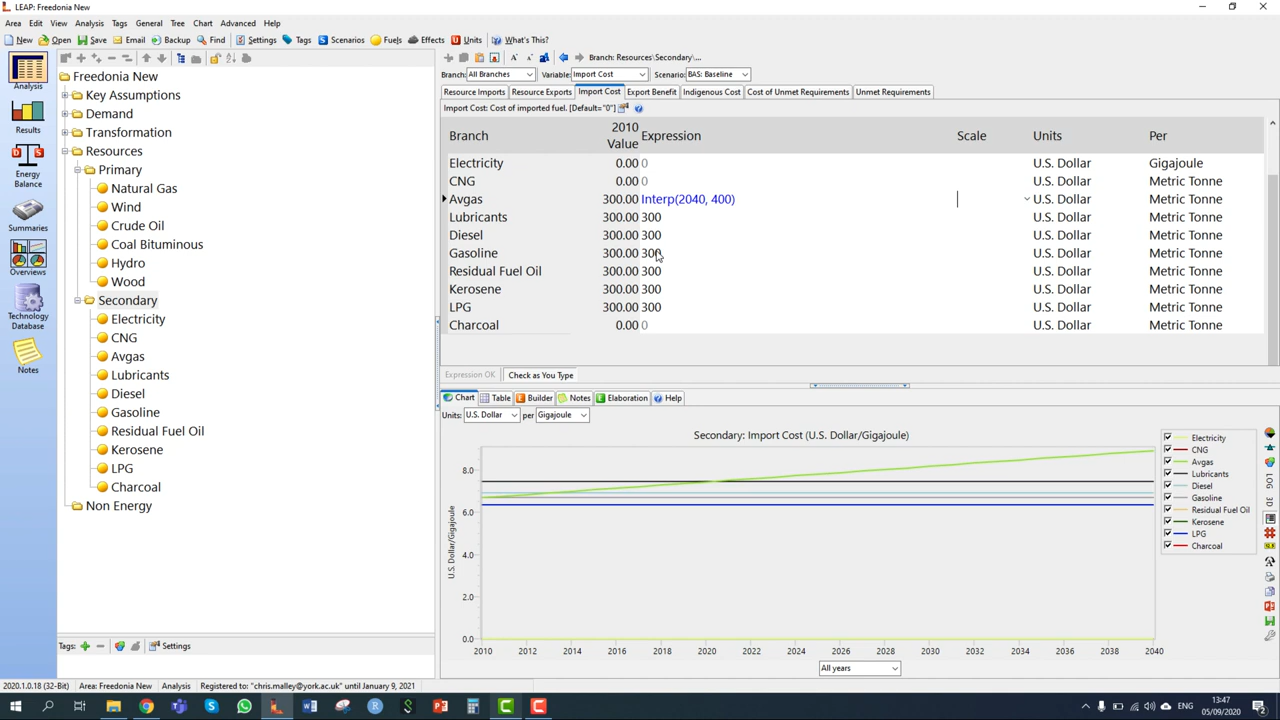 LEAP: Freedonia New
Area Edit View Analysis Tags General Tree Chart Advanced Help
New Open Save Email Backup Find Settings Tags Scenarios Fuels Effects Units What's This?
Analysis
Results
Energy Balance
Summaries
Overviews
Technology Database
Notes
Freedonia New
Key Assumptions
Demand
Transformation
Resources
Primary
Natural Gas
Wind
Crude Oil
Coal Bituminous
Hydro
Wood
Secondary
Electricity
CNG
Avgas
Lubricants
Diesel
Gasoline
Residual Fuel Oil
Kerosene
LPG
Charcoal
Non Energy
Tags: Settings
Branch: Resources\Secondary\...
Branch: All Branches Variable: Import Cost Scenario: BAS: Baseline
Resource Imports Resource Exports Import Cost Export Benefit Indigenous Cost Cost of Unmet Requirements Unmet Requirements
Import Cost: Cost of imported fuel. [Default="0"]
Branch 2010 Value Expression Scale Units Per
Electricity 0.00 0 U.S. Dollar Gigajoule
CNG 0.00 0 U.S. Dollar Metric Tonne
Avgas 300.00 Interp(2040, 400) U.S. Dollar Metric Tonne
Lubricants 300.00 300 U.S. Dollar Metric Tonne
Diesel 300.00 300 U.S. Dollar Metric Tonne
Gasoline 300.00 300 U.S. Dollar Metric Tonne
Residual Fuel Oil 300.00 300 U.S. Dollar Metric Tonne
Kerosene 300.00 300 U.S. Dollar Metric Tonne
LPG 300.00 300 U.S. Dollar Metric Tonne
Charcoal 0.00 0 U.S. Dollar Metric Tonne
Expression OK Check as You Type
Chart Table Builder Notes Elaboration Help
Units: U.S. Dollar per Gigajoule
Secondary: Import Cost (U.S. Dollar/Gigajoule)
U.S. Dollar/Gigajoule
8.0
6.0
4.0
2.0
0.0
2010 2012 2014 2016 2018 2020 2022 2024 2026 2028 2030 2032 2034 2036 2038 2040
Electricity
CNG
Avgas
Lubricants
Diesel
Gasoline
Residual Fuel Oil
Kerosene
LPG
Charcoal
LOG
3D
All years
2020.1.0.18 (32-Bit) Area: Freedonia New Analysis Registered to: "chris.malley@york.ac.uk" until January 9, 2021
13:47
05/09/2020